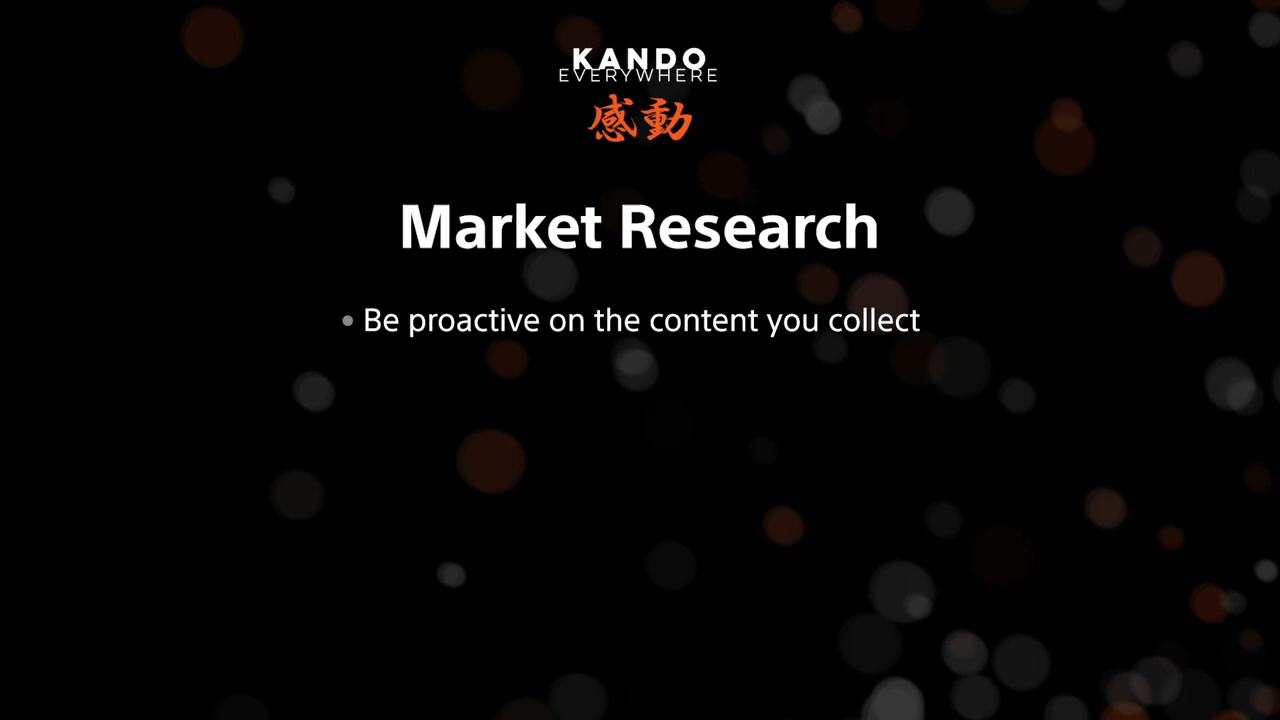 KANDO
EVERYWHERE
感動
Market Research
• Be proactive on the content you collect